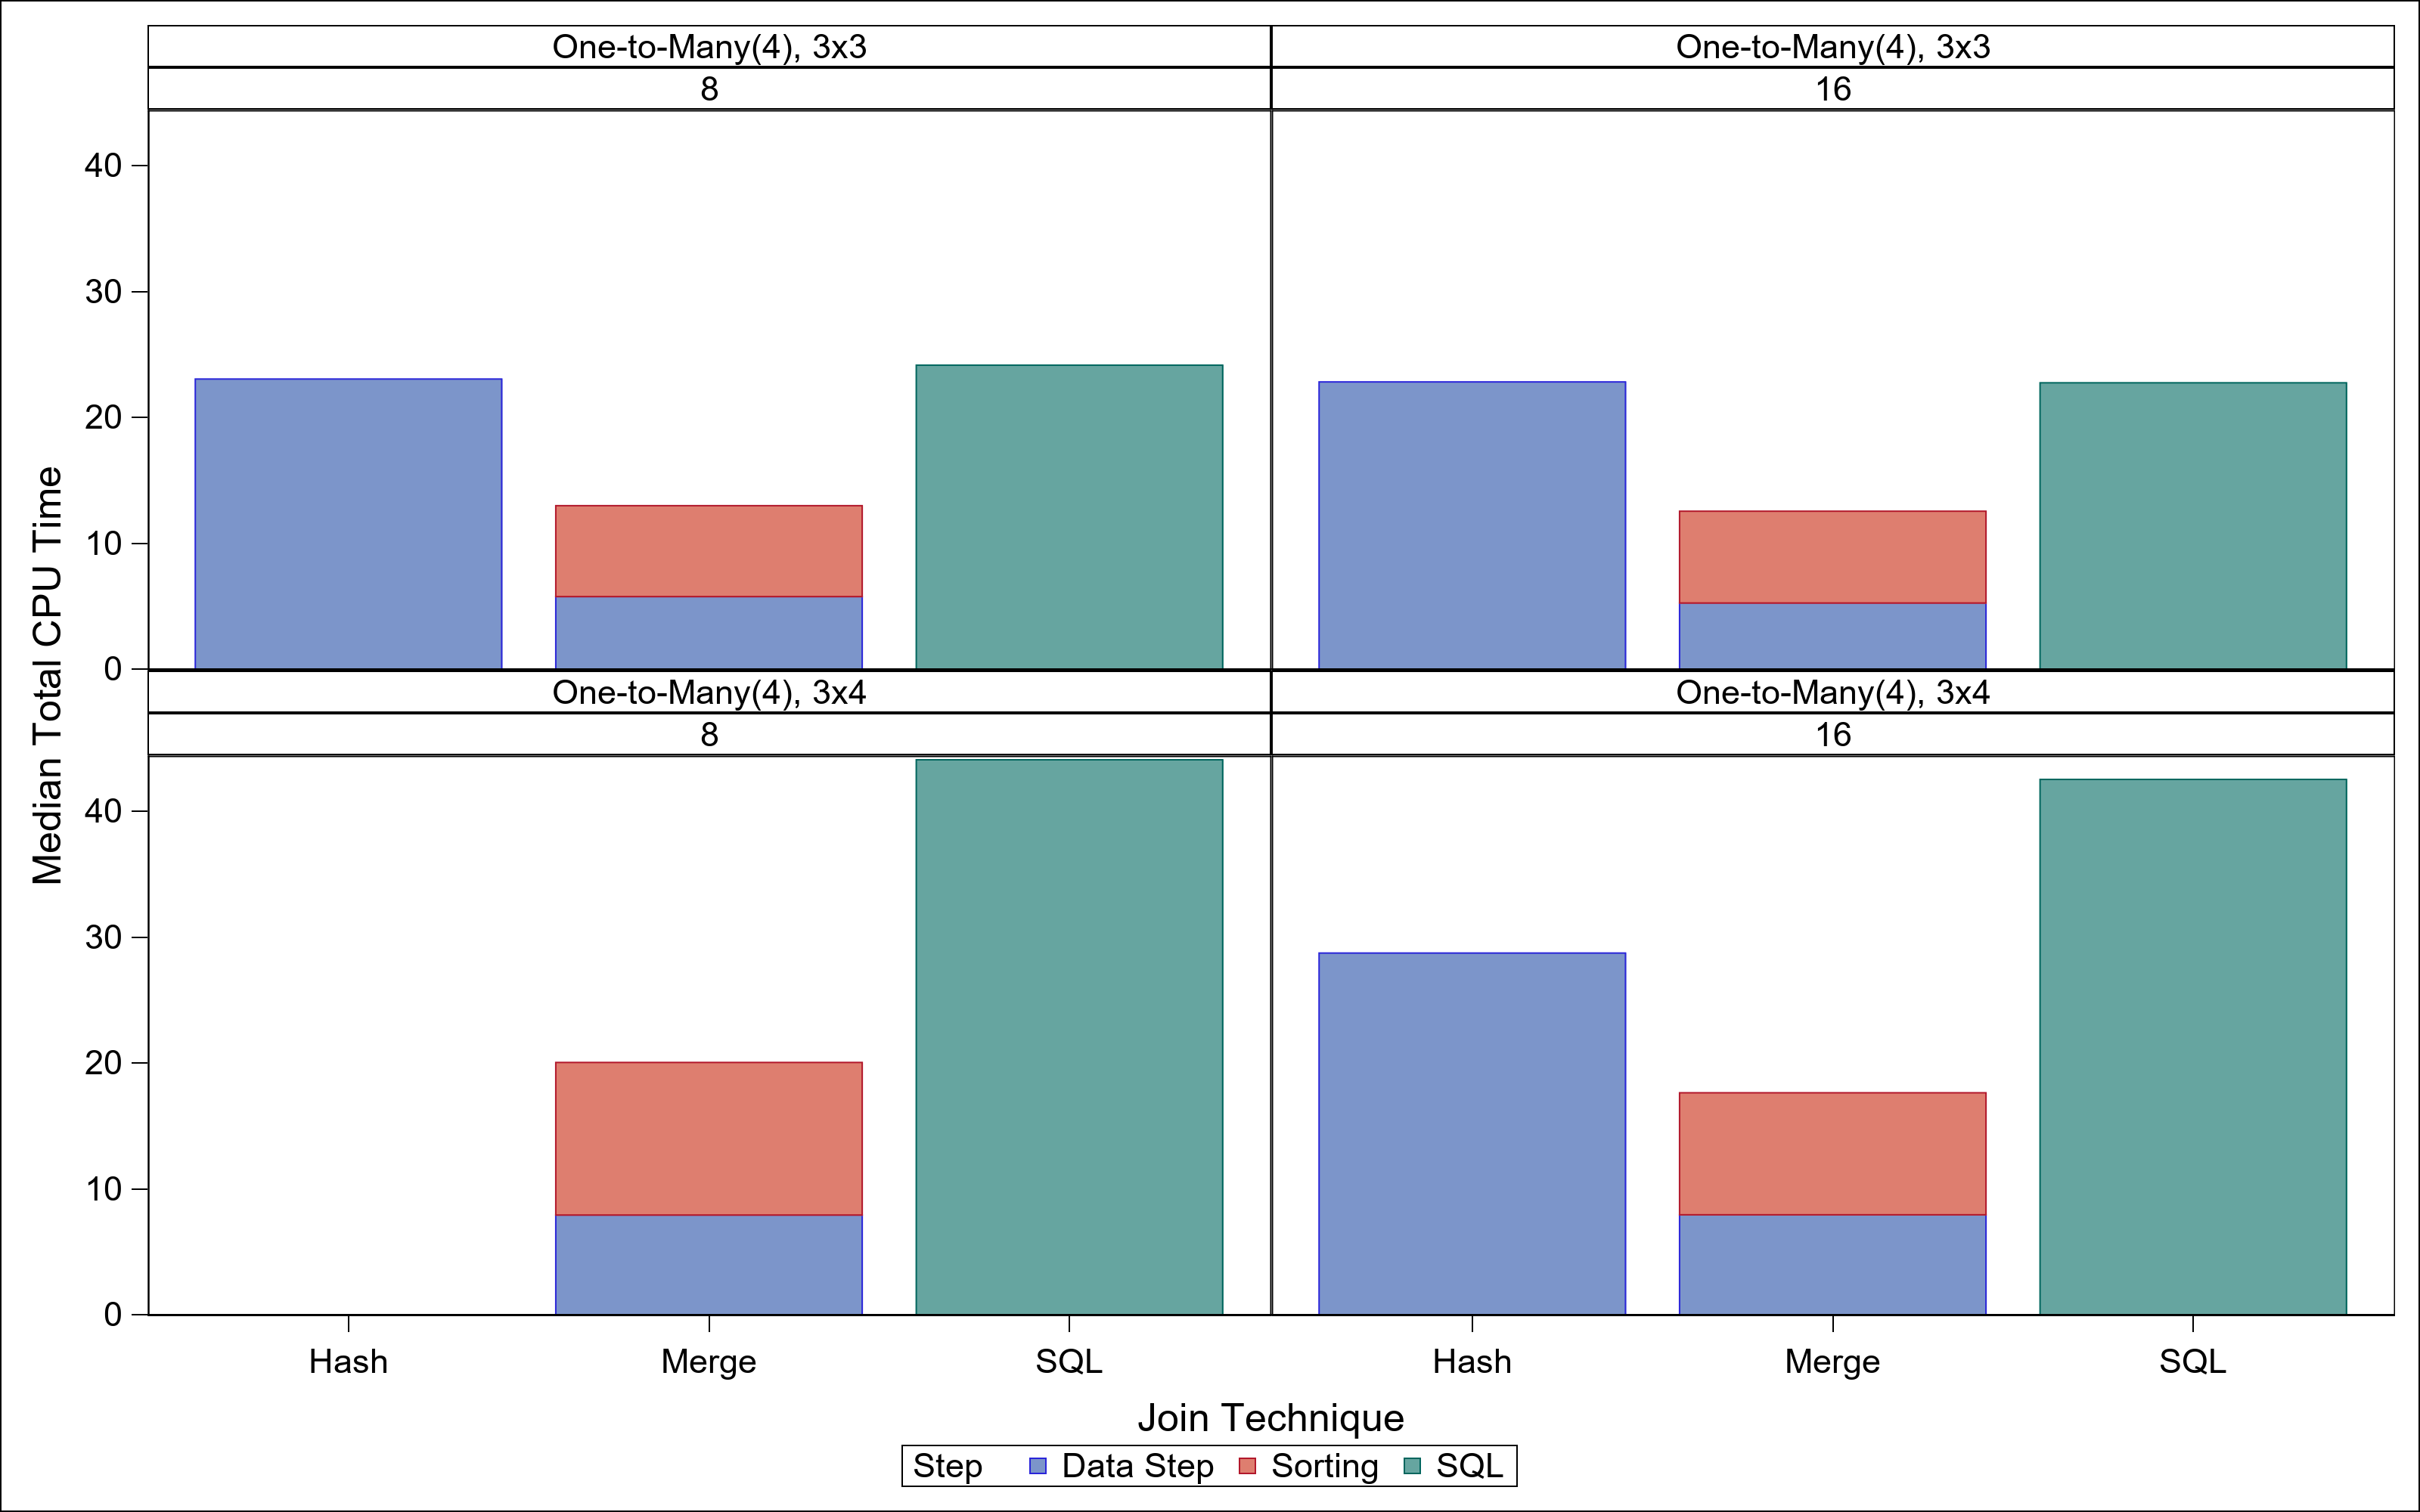 One-to-Many(4), 3x3
One-to-Many(4), 3x3
8
16
40
30
20
10
0
Median Total CPU Time
One-to-Many(4), 3x4
One-to-Many(4), 3x4
8
16
40
30
20
10
0
Hash Merge SQL Hash Merge SQL
Join Technique
Step Data Step Sorting SQL